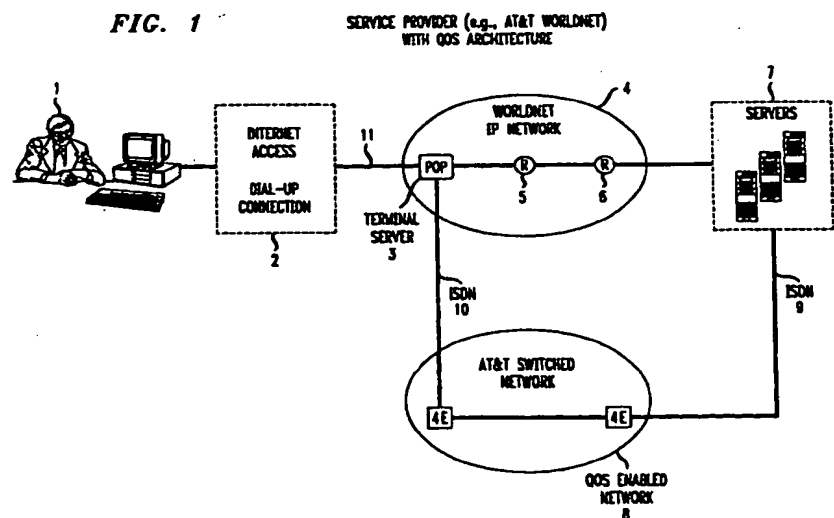 FIG. 1
SERVICE PROVIDER (e.g., AT&T WORLDNET)
WITH QOS ARCHITECTURE
1
INTERNET
ACCESS
DIAL-UP
CONNECTION
2
11
WORLDNET
IP NETWORK
4
POP
R
R
5
6
TERMINAL
SERVER
3
7
SERVERS
ISDN
10
ISDN
9
AT&T SWITCHED
NETWORK
4E
4E
QOS ENABLED
NETWORK
8